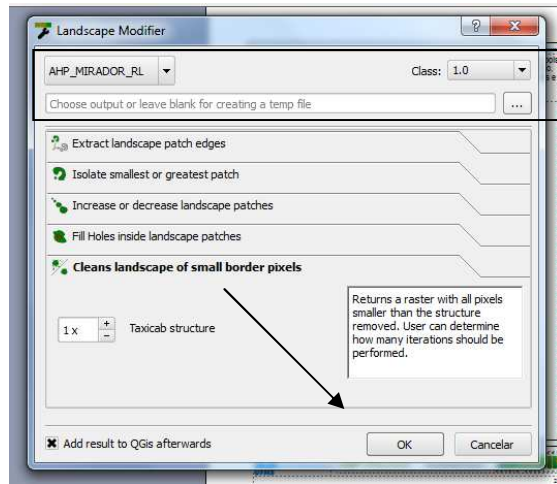 Landscape Modifier
AHP_MIRADOR_RL
Class: 1.0
Choose output or leave blank for creating a temp file
...
Extract landscape patch edges
Isolate smallest or greatest patch
Increase or decrease landscape patches
Fill Holes inside landscape patches
Cleans landscape of small border pixels
1 x
Taxicab structure
Returns a raster with all pixels
smaller than the structure
removed. User can determine
how many iterations should be
performed.
Add result to QGis afterwards
OK
Cancelar